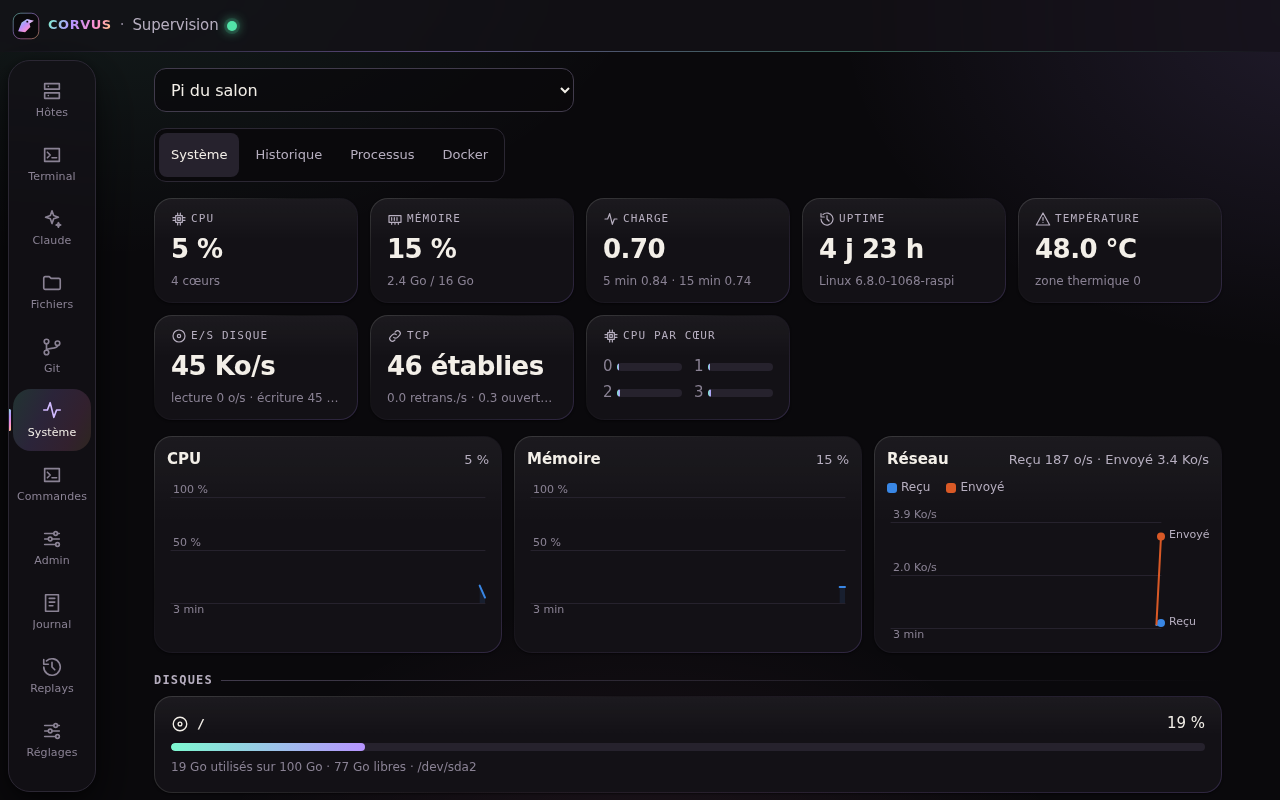 CORVUS · Supervision
Hôtes
Terminal
Claude
Fichiers
Git
Système
Commandes
Admin
Journal
Replays
Réglages
Pi du salon
Système Historique Processus Docker
CPU
5 %
4 cœurs
MÉMOIRE
15 %
2.4 Go / 16 Go
CHARGE
0.70
5 min 0.84 · 15 min 0.74
UPTIME
4 j 23 h
Linux 6.8.0-1068-raspi
TEMPÉRATURE
48.0 °C
zone thermique 0
E/S DISQUE
45 Ko/s
lecture 0 o/s · écriture 45 ...
TCP
46 établies
0.0 retrans./s · 0.3 ouvert...
CPU PAR CŒUR
0 1
2 3
CPU 5 %
100 %
50 %
3 min
Mémoire 15 %
100 %
50 %
3 min
Réseau Reçu 187 o/s · Envoyé 3.4 Ko/s
Reçu Envoyé
3.9 Ko/s
Envoyé
2.0 Ko/s
Reçu
3 min
DISQUES
/ 19 %
19 Go utilisés sur 100 Go · 77 Go libres · /dev/sda2